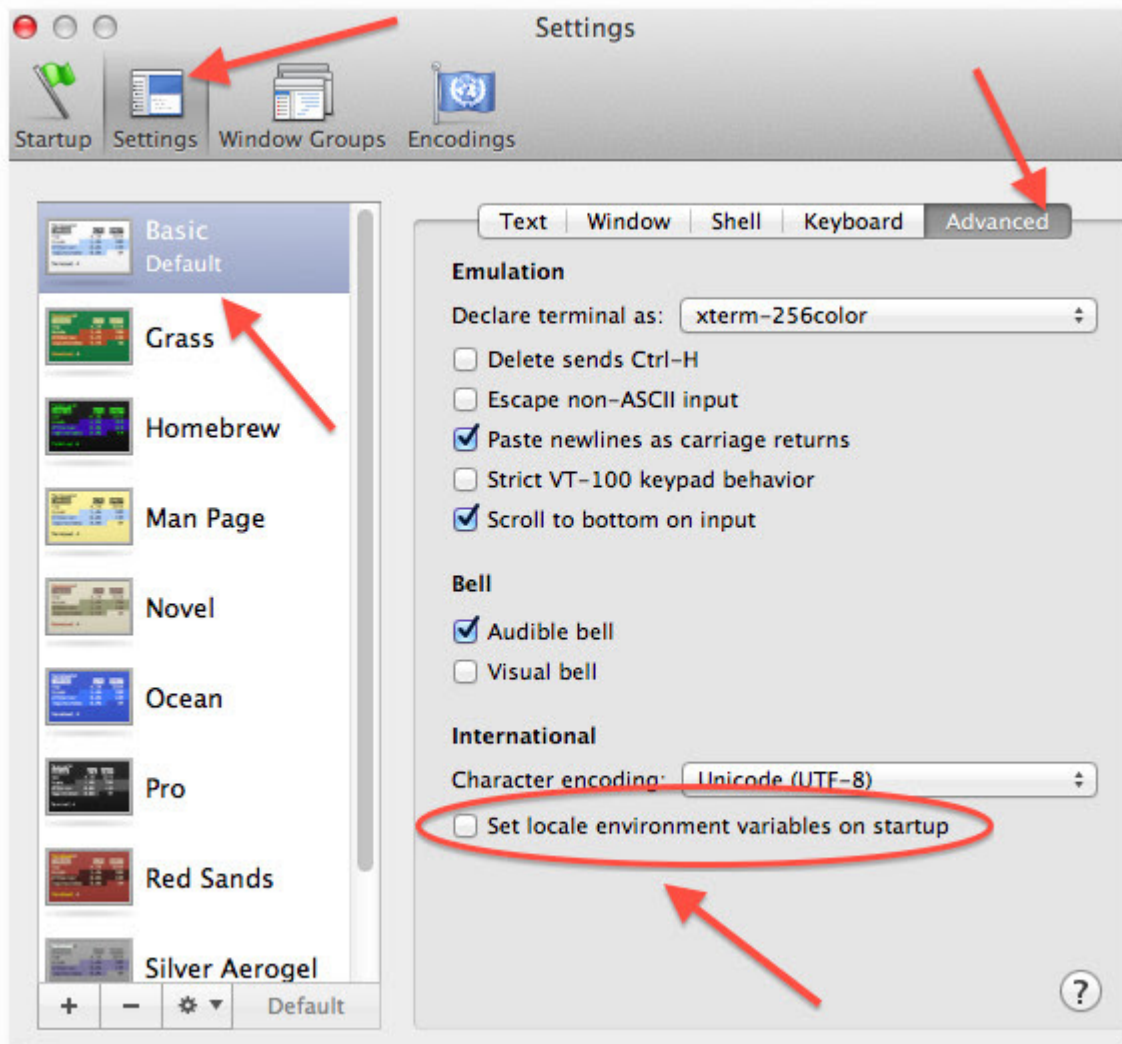 Settings
Startup Settings Window Groups Encodings
Basic
Default
Grass
Homebrew
Man Page
Novel
Ocean
Pro
Red Sands
Silver Aerogel
+ − Default
Text Window Shell Keyboard Advanced
Emulation
Declare terminal as: xterm-256color
Delete sends Ctrl-H
Escape non-ASCII input
Paste newlines as carriage returns
Strict VT-100 keypad behavior
Scroll to bottom on input
Bell
Audible bell
Visual bell
International
Character encoding: Unicode (UTF-8)
Set locale environment variables on startup
?